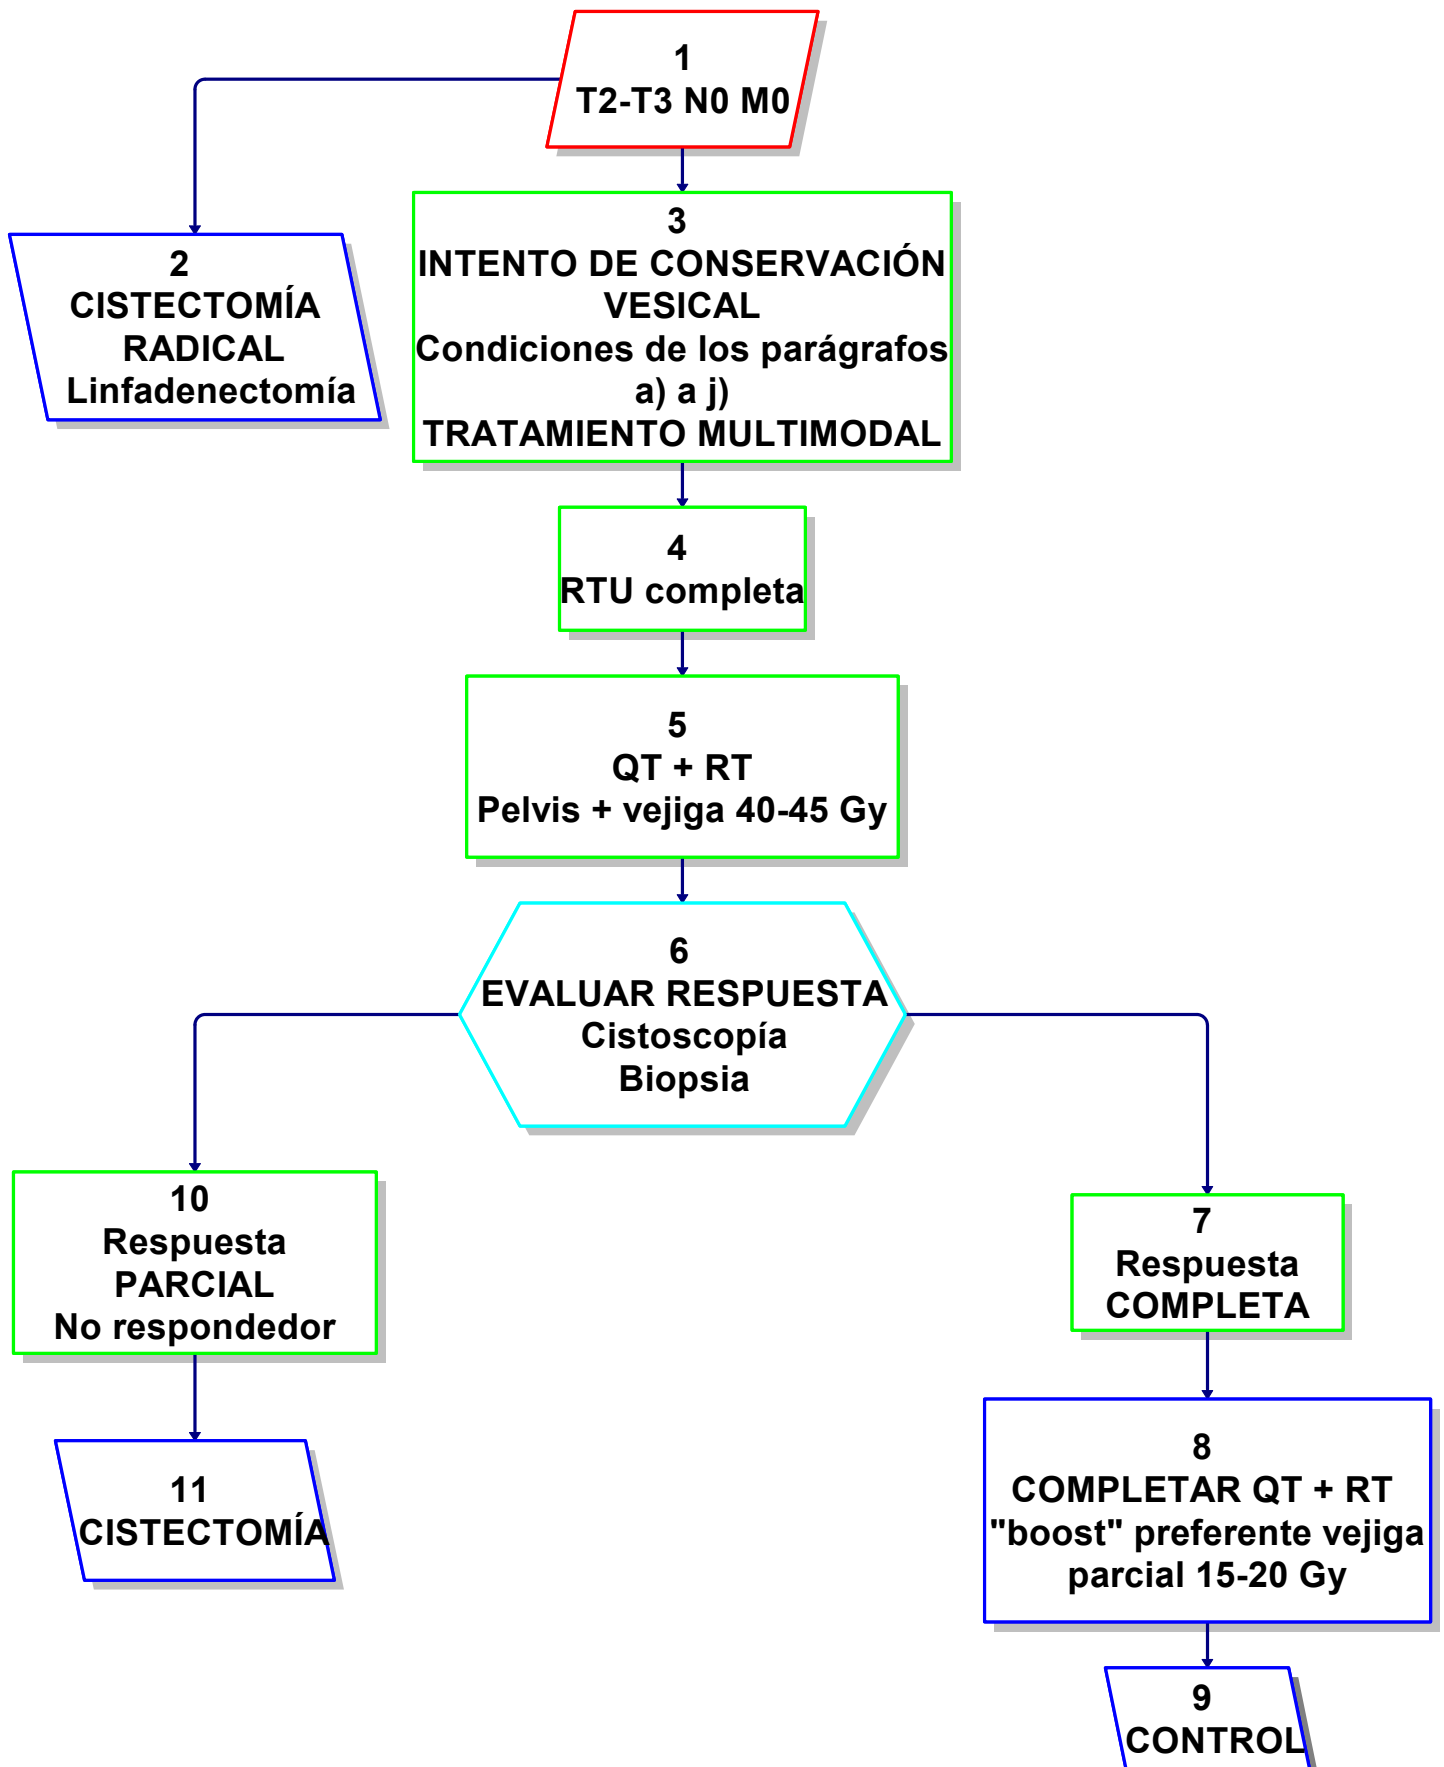 1
T2-T3 N0 M0
2
CISTECTOMÍA
RADICAL
Linfadenectomía
3
INTENTO DE CONSERVACIÓN
VESICAL
Condiciones de los parágrafos
a) a j)
TRATAMIENTO MULTIMODAL
4
RTU completa
5
QT + RT
Pelvis + vejiga 40-45 Gy
6
EVALUAR RESPUESTA
Cistoscopía
Biopsia
10
Respuesta
PARCIAL
No respondedor
7
Respuesta
COMPLETA
11
CISTECTOMÍA
8
COMPLETAR QT + RT
"boost" preferente vejiga
parcial 15-20 Gy
9
CONTROL